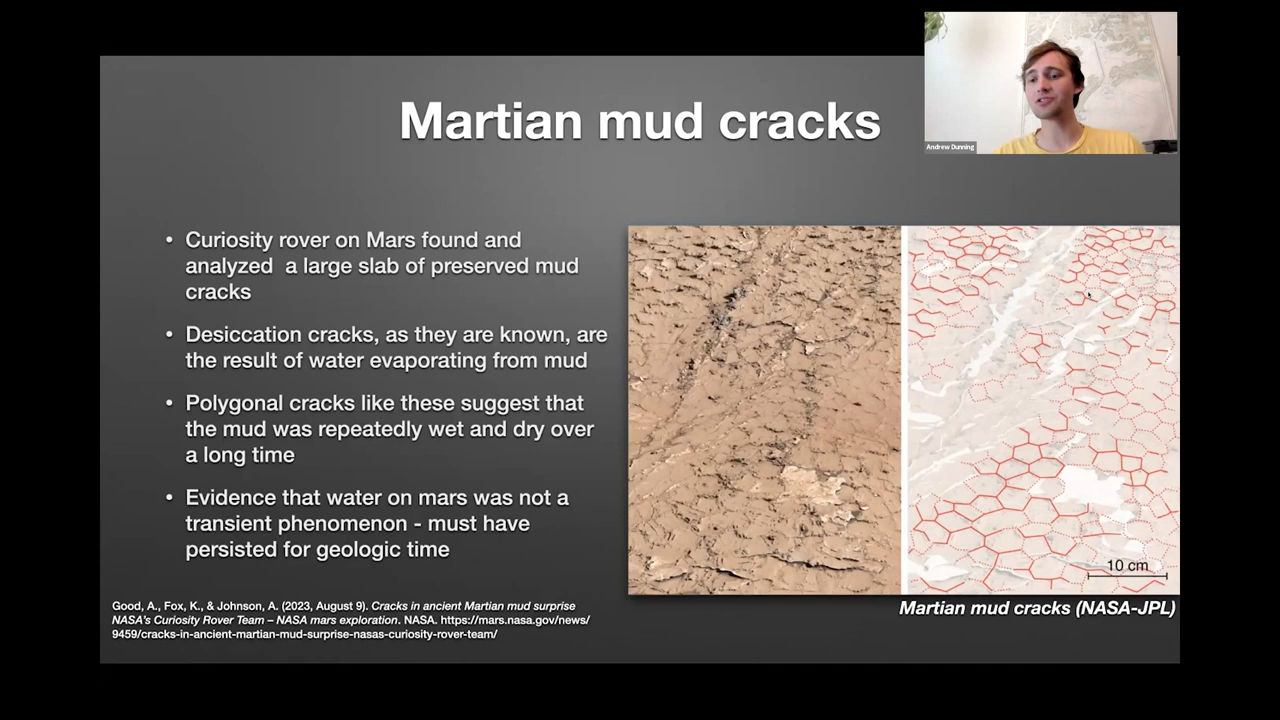 Martian mud cracks
Andrew Dunning
• Curiosity rover on Mars found and
analyzed  a large slab of preserved mud
cracks
• Desiccation cracks, as they are known, are
the result of water evaporating from mud
• Polygonal cracks like these suggest that
the mud was repeatedly wet and dry over
a long time
• Evidence that water on mars was not a
transient phenomenon - must have
persisted for geologic time
10 cm
Martian mud cracks (NASA-JPL)
Good, A., Fox, K., & Johnson, A. (2023, August 9). Cracks in ancient Martian mud surprise
NASA's Curiosity Rover Team – NASA mars exploration. NASA. https://mars.nasa.gov/news/
9459/cracks-in-ancient-martian-mud-surprise-nasas-curiosity-rover-team/